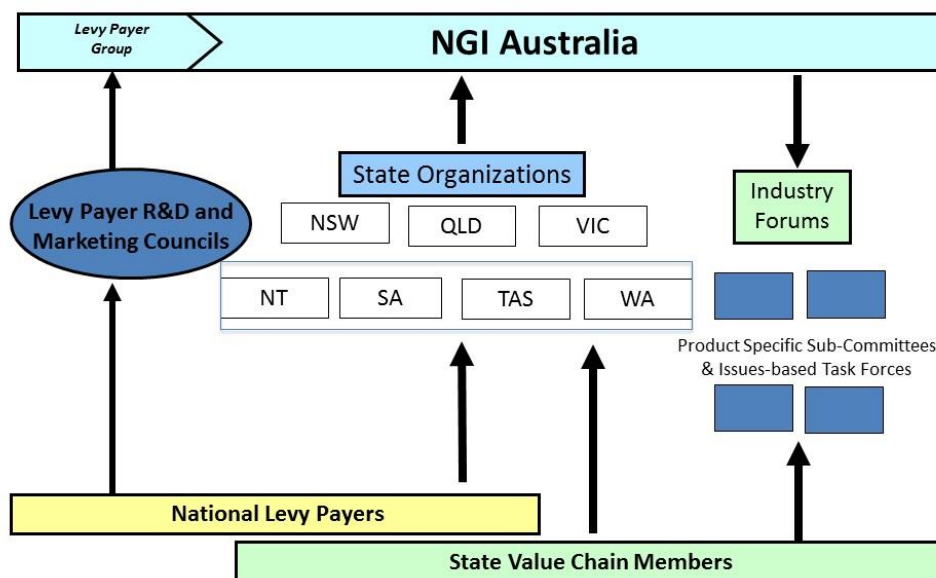 Levy Payer
Group
NGI Australia
State Organizations
Levy Payer R&D and
Marketing Councils
Industry
Forums
NSW
QLD
VIC
NT
SA
TAS
WA
Product Specific Sub-Committees
& Issues-based Task Forces
National Levy Payers
State Value Chain Members